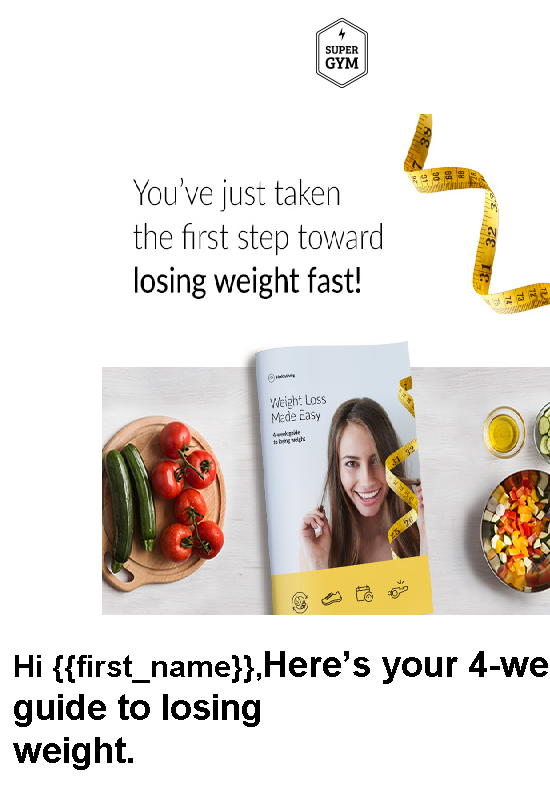 SUPER
GYM
You've just taken
the first step toward
losing weight fast!
Weight Loss
Made Easy
4-week guide
to losing weight
Hi {{first_name}},Here's your 4-we
guide to losing
weight.